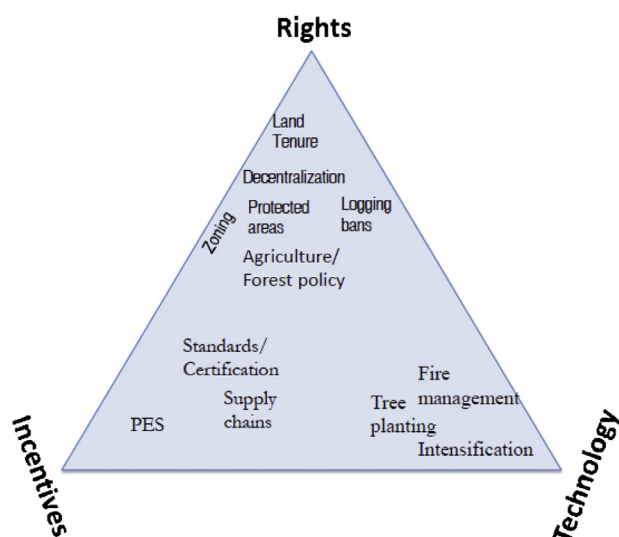 Rights
Land
Tenure
Decentralization
Protected
areas
Logging
bans
Zoning
Agriculture/
Forest policy
Standards/
Certification
Supply
chains
PES
Fire
management
Tree
planting
Intensification
Incentives
Technology